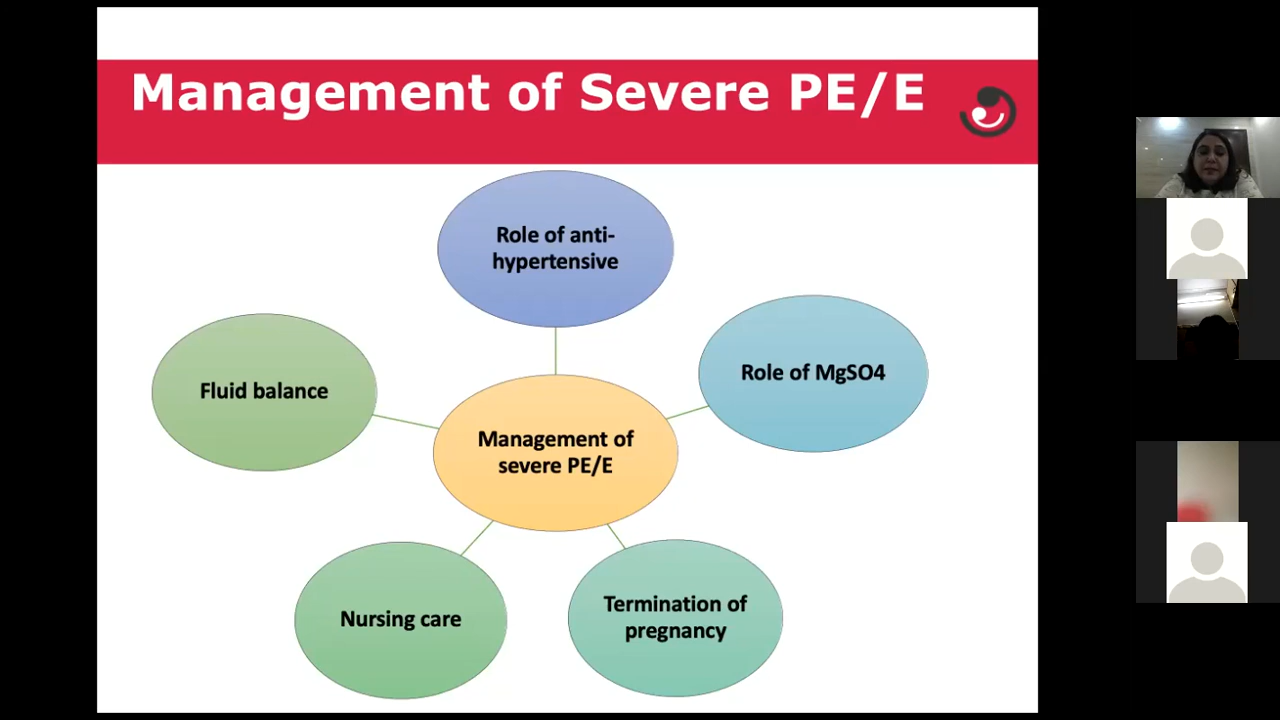 Management of Severe PE/E
Role of anti-
hypertensive
Role of MgSO4
Fluid balance
Management of
severe PE/E
Nursing care
Termination of
pregnancy